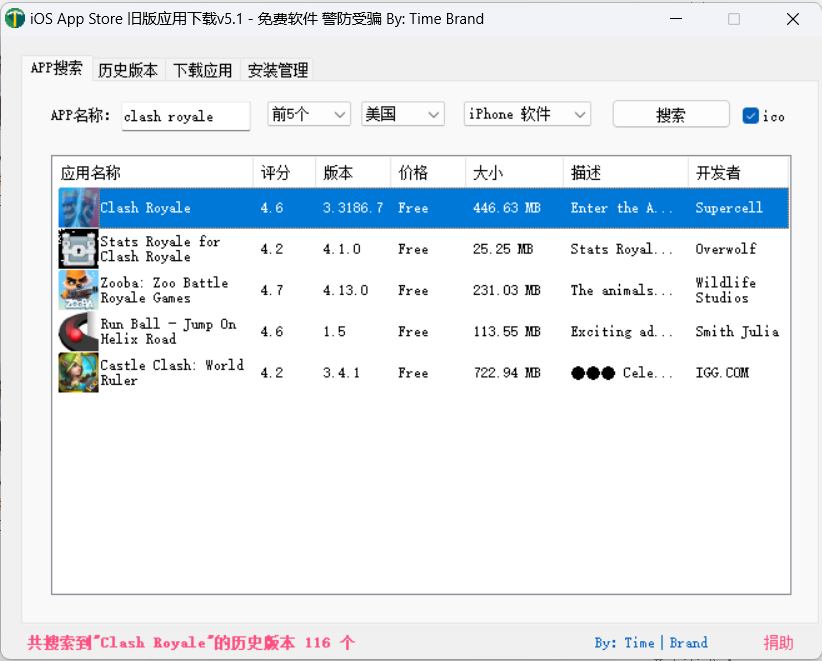 iOS App Store 旧版应用下载v5.1 - 免费软件 警防受骗 By: Time Brand
APP搜索 历史版本 下载应用 安装管理
APP名称: clash royale 前5个 美国 iPhone 软件 搜索 ico
应用名称 评分 版本 价格 大小 描述 开发者
Clash Royale 4.6 3.3186.7 Free 446.63 MB Enter the A... Supercell
Stats Royale for
Clash Royale 4.2 4.1.0 Free 25.25 MB Stats Royal... Overwolf
Zooba: Zoo Battle
Royale Games 4.7 4.13.0 Free 231.03 MB The animals... Wildlife
Studios
Run Ball - Jump On
Helix Road 4.6 1.5 Free 113.55 MB Exciting ad... Smith Julia
Castle Clash: World
Ruler 4.2 3.4.1 Free 722.94 MB ●●● Cele... IGG.COM
共搜索到"Clash Royale"的历史版本 116 个 By: Time|Brand 捐助